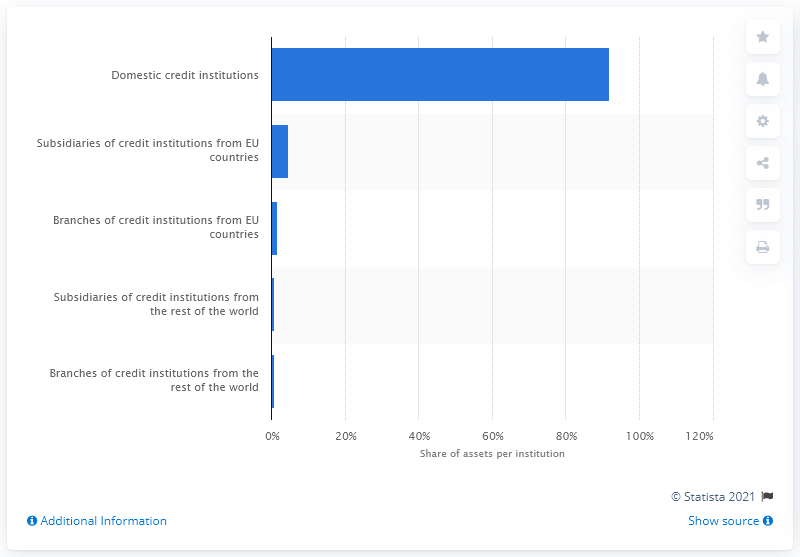 Domestic credit institutions
Subsidiaries of credit institutions from EU
countries
Branches of credit institutions from EU
countries
Subsidiaries of credit institutions from
the rest of the world
Branches of credit institutions from the
rest of the world
0% 20% 40% 60% 80% 100% 120%
Share of assets per institution
© Statista 2021
Additional Information
Show source